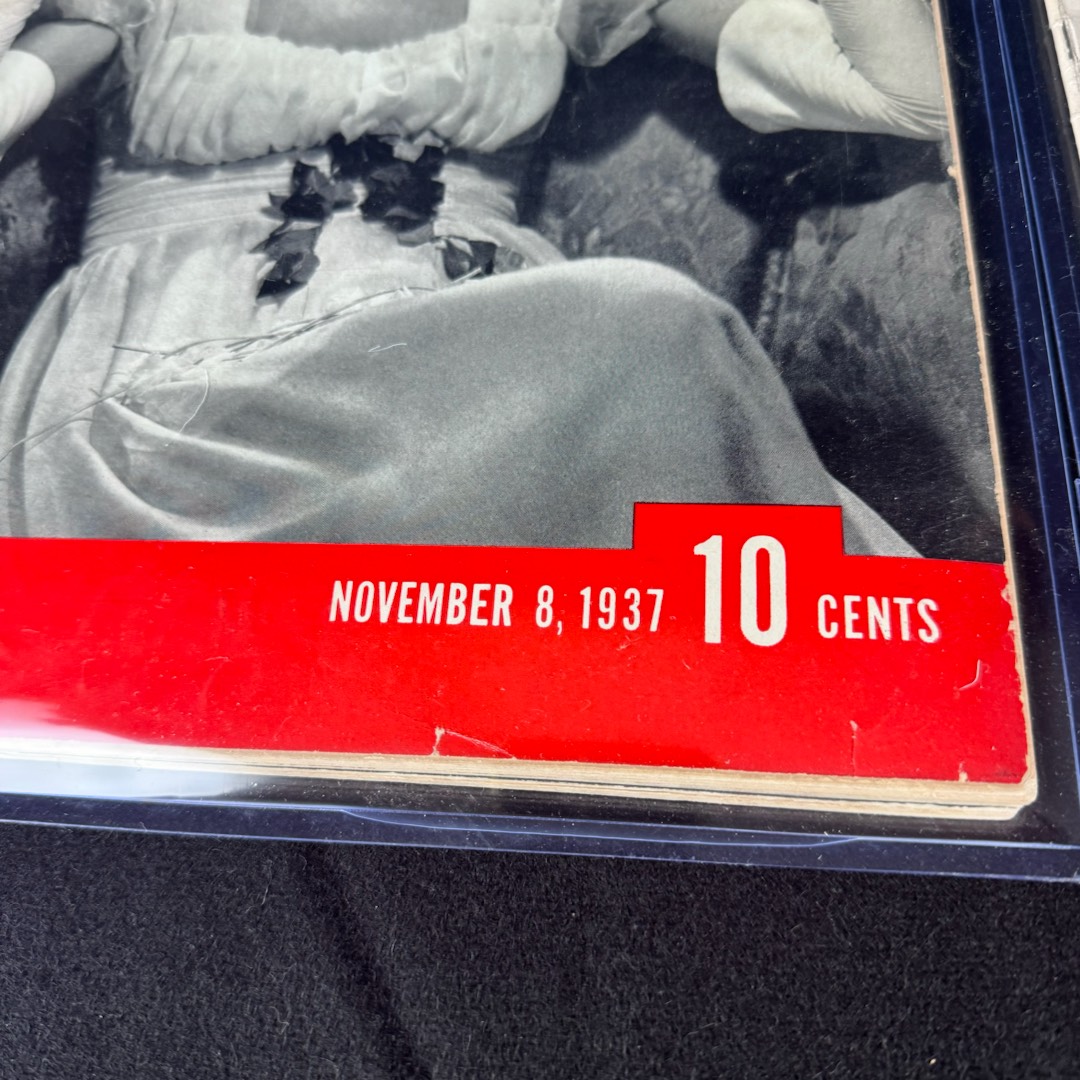 NOVEMBER 8, 1937 10 CENTS